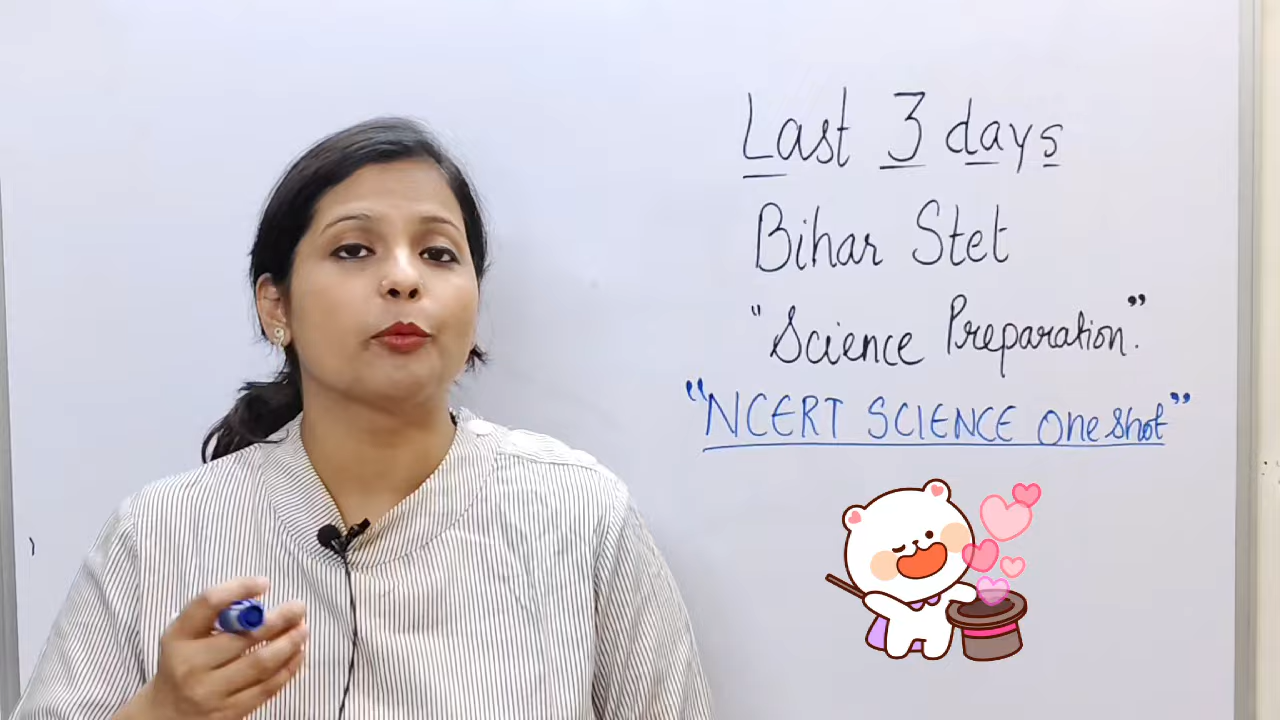 Last 3 days
Bihar Stet
"Science Preparation".
"NCERT SCIENCE One Shot"